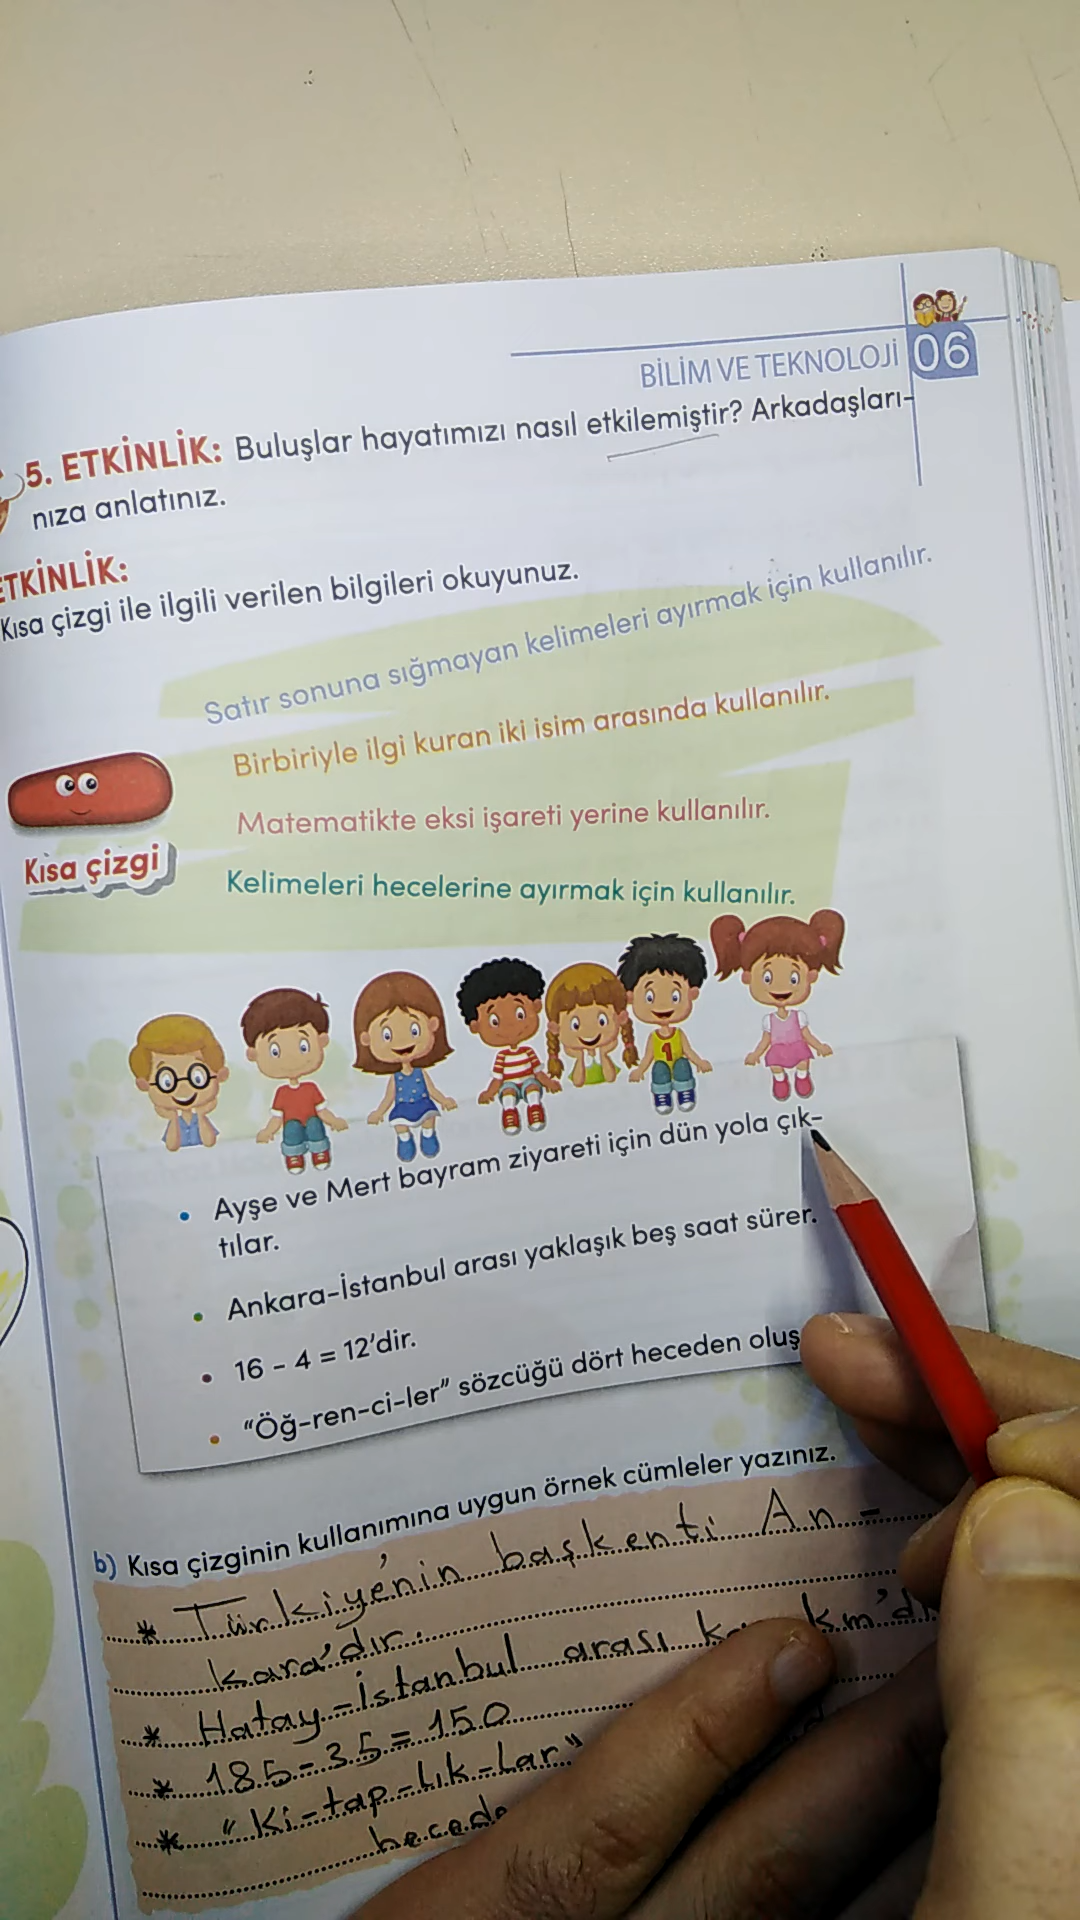 BİLİM VE TEKNOLOJİ 06
5. ETKİNLİK: Buluşlar hayatımızı nasıl etkilemiştir? Arkadaşları-
nıza anlatınız.
ETKİNLİK:
Kısa çizgi ile ilgili verilen bilgileri okuyunuz.
Satır sonuna sığmayan kelimeleri ayırmak için kullanılır.
Birbiriyle ilgi kuran iki isim arasında kullanılır.
Matematikte eksi işareti yerine kullanılır.
Kısa çizgi
Kelimeleri hecelerine ayırmak için kullanılır.
1
• Ayşe ve Mert bayram ziyareti için dün yola çık-
tılar.
• Ankara-İstanbul arası yaklaşık beş saat sürer.
• 16 - 4 = 12'dir.
• "Öğ-ren-ci-ler" sözcüğü dört heceden oluş
b) Kısa çizginin kullanımına uygun örnek cümleler yazınız.
* Türkiye'nin başkenti An -
kara'dır.
* Hatay-İstanbul arası km'd
* 185-35=150
* "Ki-tap-lık-lar"
hecede